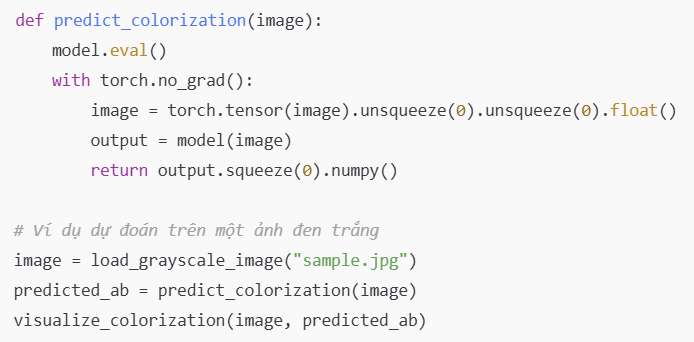 def predict_colorization(image):
    model.eval()
    with torch.no_grad():
        image = torch.tensor(image).unsqueeze(0).unsqueeze(0).float()
        output = model(image)
        return output.squeeze(0).numpy()

# Ví dụ dự đoán trên một ảnh đen trắng
image = load_grayscale_image("sample.jpg")
predicted_ab = predict_colorization(image)
visualize_colorization(image, predicted_ab)